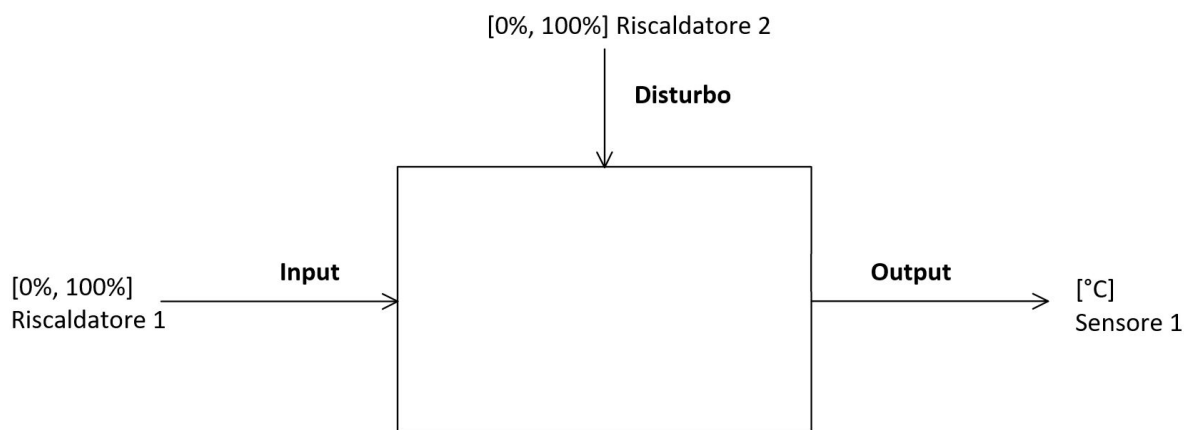 [0%, 100%] Riscaldatore 2
Disturbo
Input
[0%, 100%]
Riscaldatore 1
Output
[°C]
Sensore 1